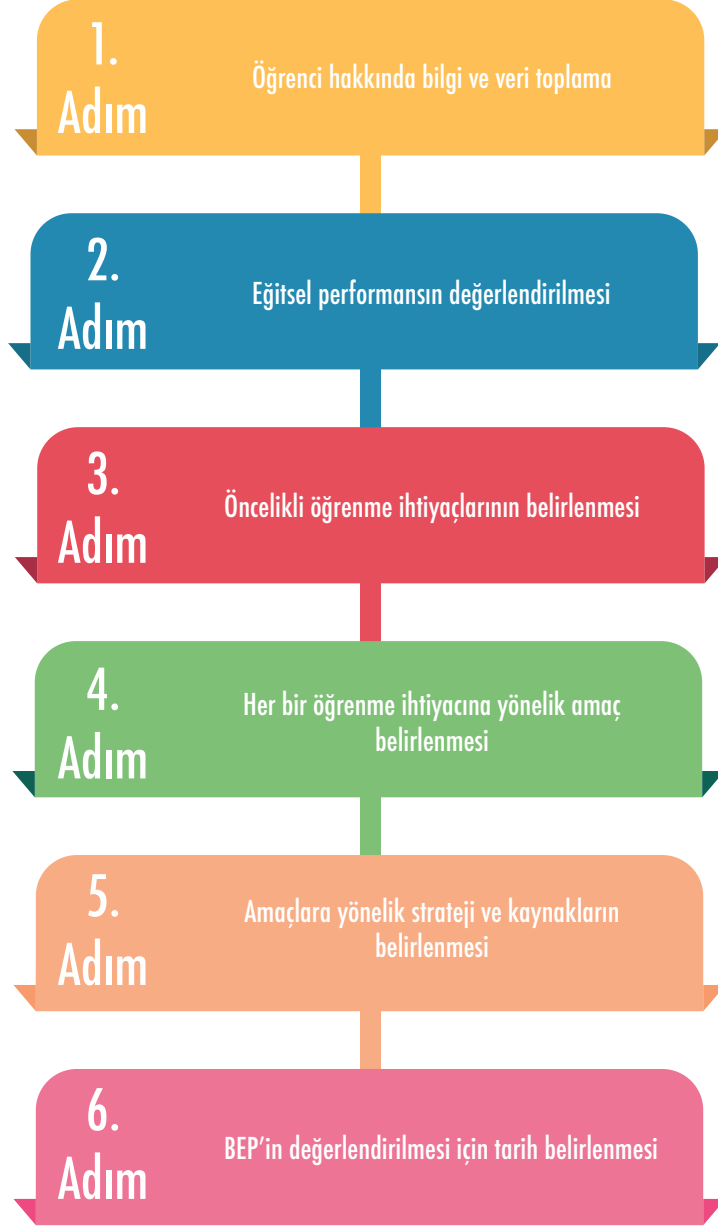 1.
Adım
Öğrenci hakkında bilgi ve veri toplama
2.
Adım
Eğitsel performansın değerlendirilmesi
3.
Adım
Öncelikli öğrenme ihtiyaçlarının belirlenmesi
4.
Adım
Her bir öğrenme ihtiyacına yönelik amaç
belirlenmesi
5.
Adım
Amaçlara yönelik strateji ve kaynakların
belirlenmesi
6.
Adım
BEP’in değerlendirilmesi için tarih belirlenmesi